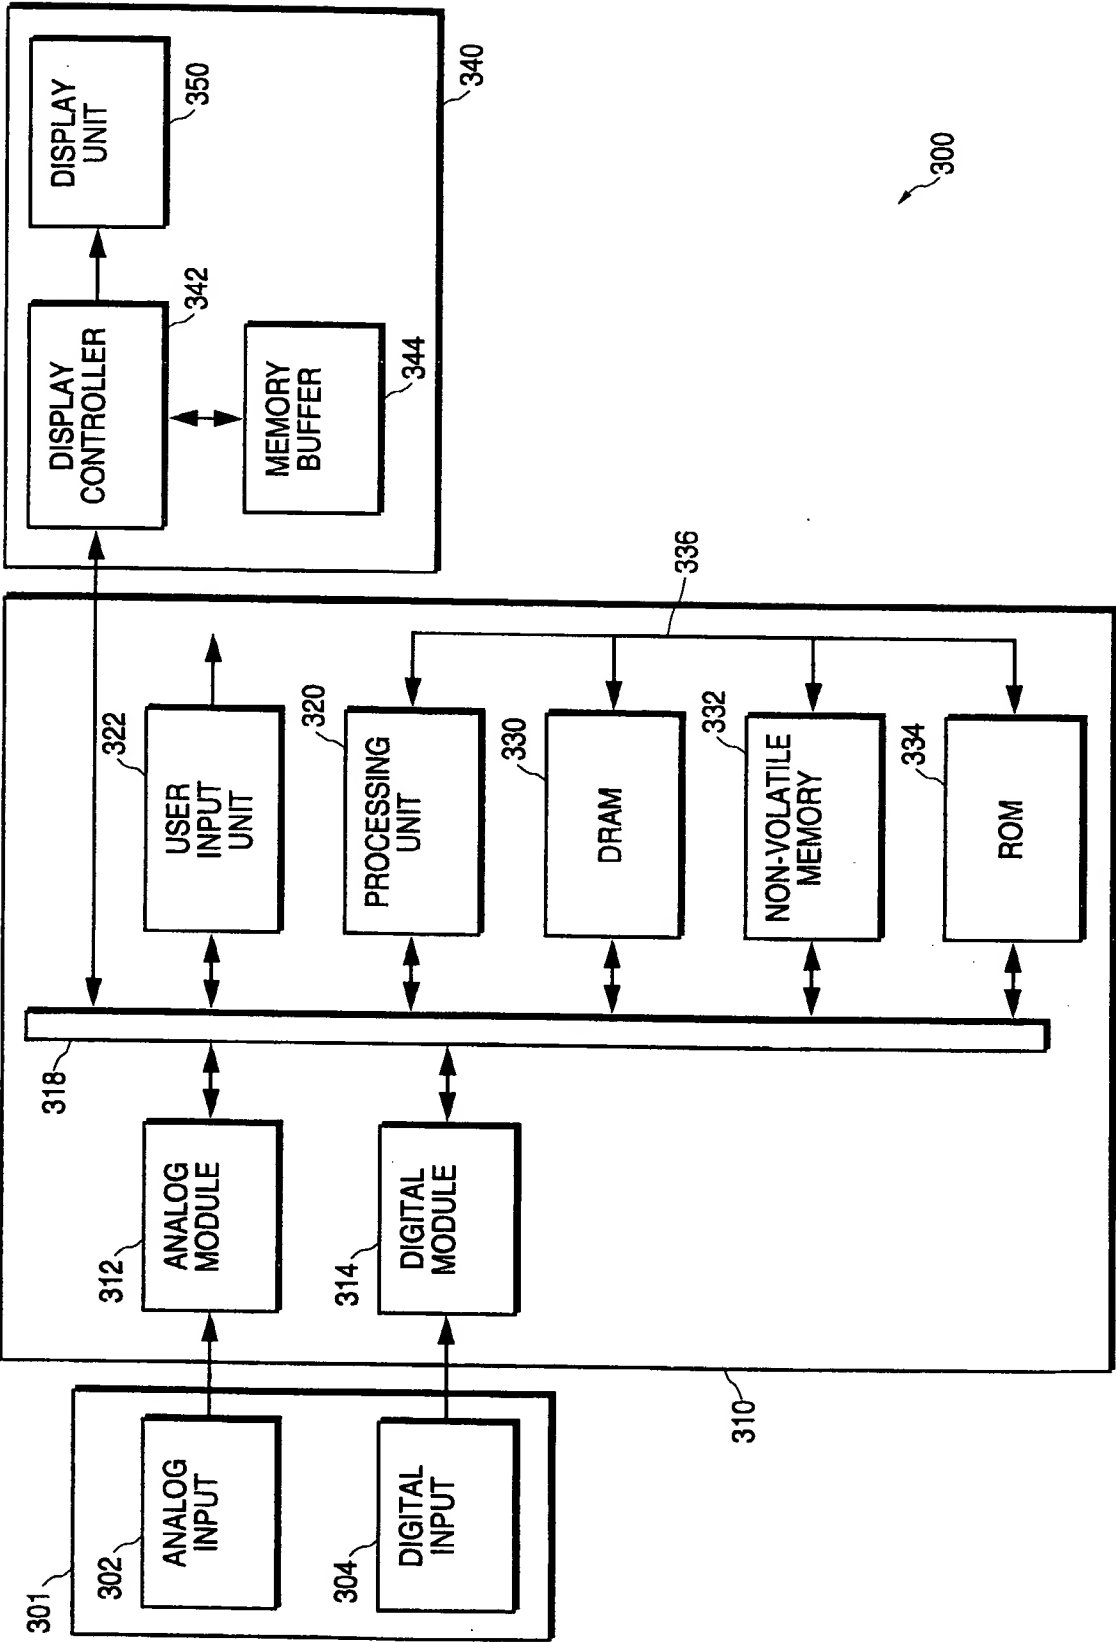 301
302
ANALOG
INPUT
304
DIGITAL
INPUT
310
312
ANALOG
MODULE
314
DIGITAL
MODULE
318
322
USER
INPUT
UNIT
320
PROCESSING
UNIT
330
DRAM
332
NON-VOLATILE
MEMORY
334
ROM
336
DISPLAY
CONTROLLER
342
MEMORY
BUFFER
344
DISPLAY
UNIT
350
340
300